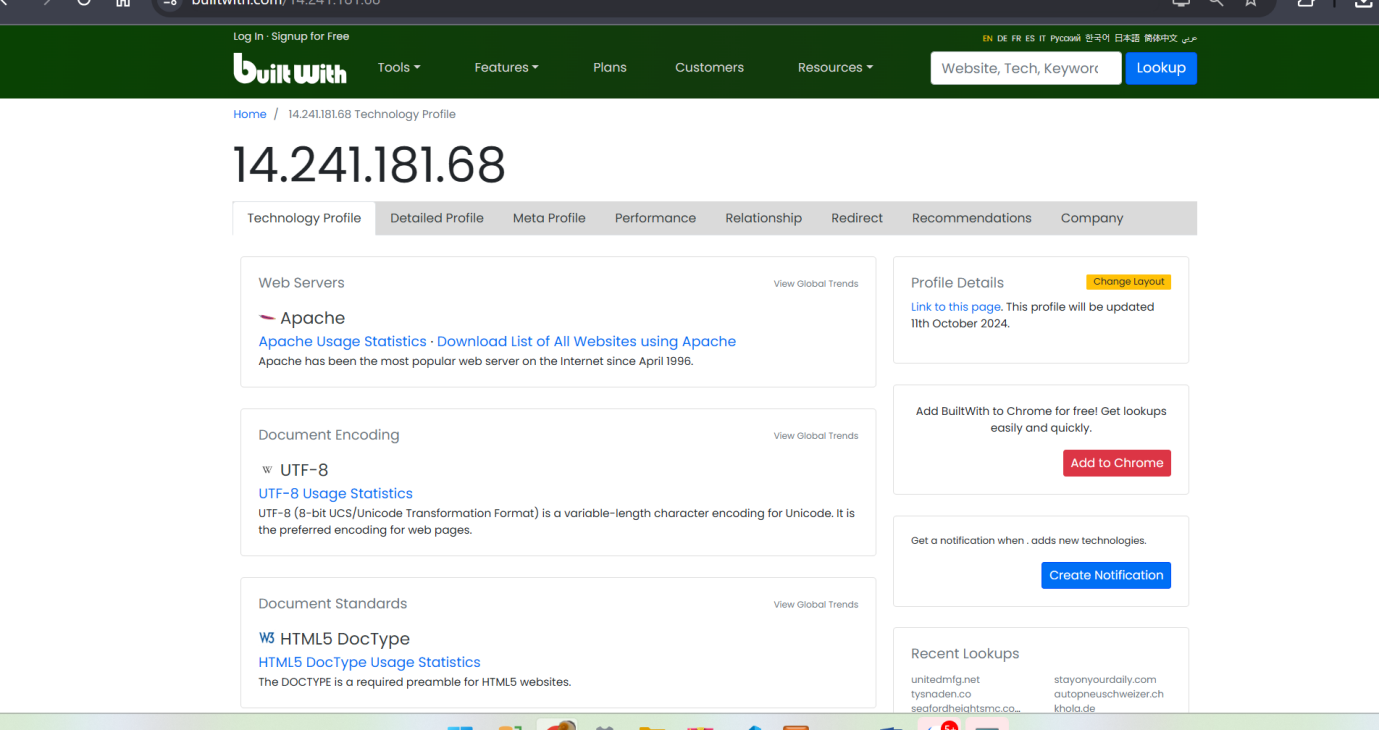 builtwith.com/14.241.181.68
Log In · Signup for Free
EN DE FR ES IT Русский 한국어 日本語 简体中文 عربي
Built With
Tools
Features
Plans
Customers
Resources
Website, Tech, Keyword
Lookup
Home / 14.241.181.68 Technology Profile
14.241.181.68
Technology Profile
Detailed Profile
Meta Profile
Performance
Relationship
Redirect
Recommendations
Company
Web Servers
View Global Trends
Apache
Apache Usage Statistics · Download List of All Websites using Apache
Apache has been the most popular web server on the Internet since April 1996.
Document Encoding
View Global Trends
W UTF-8
UTF-8 Usage Statistics
UTF-8 (8-bit UCS/Unicode Transformation Format) is a variable-length character encoding for Unicode. It is
the preferred encoding for web pages.
Document Standards
View Global Trends
W3 HTML5 DocType
HTML5 DocType Usage Statistics
The DOCTYPE is a required preamble for HTML5 websites.
Profile Details
Change Layout
Link to this page. This profile will be updated
11th October 2024.
Add BuiltWith to Chrome for free! Get lookups
easily and quickly.
Add to Chrome
Get a notification when . adds new technologies.
Create Notification
Recent Lookups
unitedmfg.net
stayonyourdaily.com
tysnaden.co
autopneuschweizer.ch
seafordheightsmc.co...
khola.de
5+